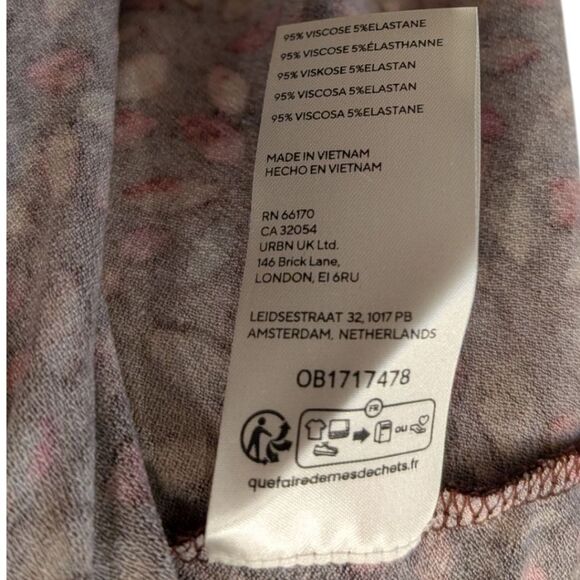 95% VISCOSE 5%ELASTANE
95% VISCOSE 5%ÉLASTHANNE
95% VISKOSE 5%ELASTAN
95% VISCOSA 5%ELASTANE
95% VISCOSA 5%ELASTANE
MADE IN VIETNAM
HECHO EN VIETNAM
RN 66170
CA 32054
URBN UK Ltd.
146 Brick Lane,
LONDON, E1 6RU
LEIDSESTRAAT 32, 1017 PB
AMSTERDAM, NETHERLANDS
OB1717478
FR
OU
quefairedemesdechets.fr